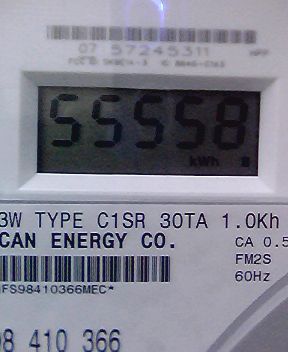 07 57245311
55558
kWh
3W TYPE C1SR 30TA 1.0Kh
CAN ENERGY CO.
CA 0.5
FM2S
60Hz
FS98410366MEC*
98 410 366